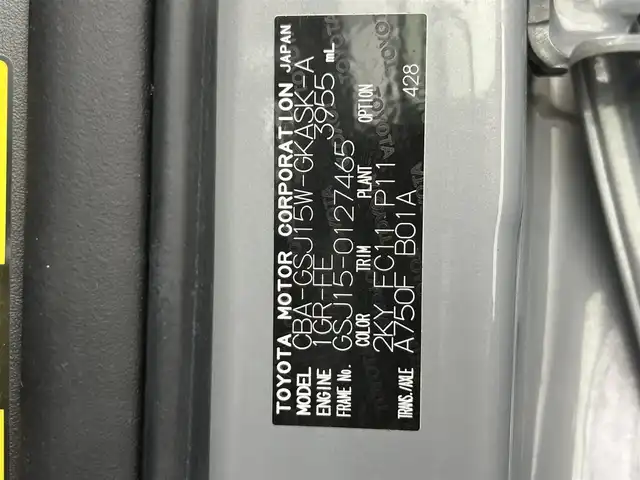 TOYOTA MOTOR CORPORATION JAPAN
MODEL CBA-GSJ15W-GKASK-A
ENGINE 1GR-FE 3955 mL
FRAME No. GSJ15-0127465
COLOR TRIM PLANT OPTION
2KY FC11 P11 428
TRANS./AXLE A750F B01A